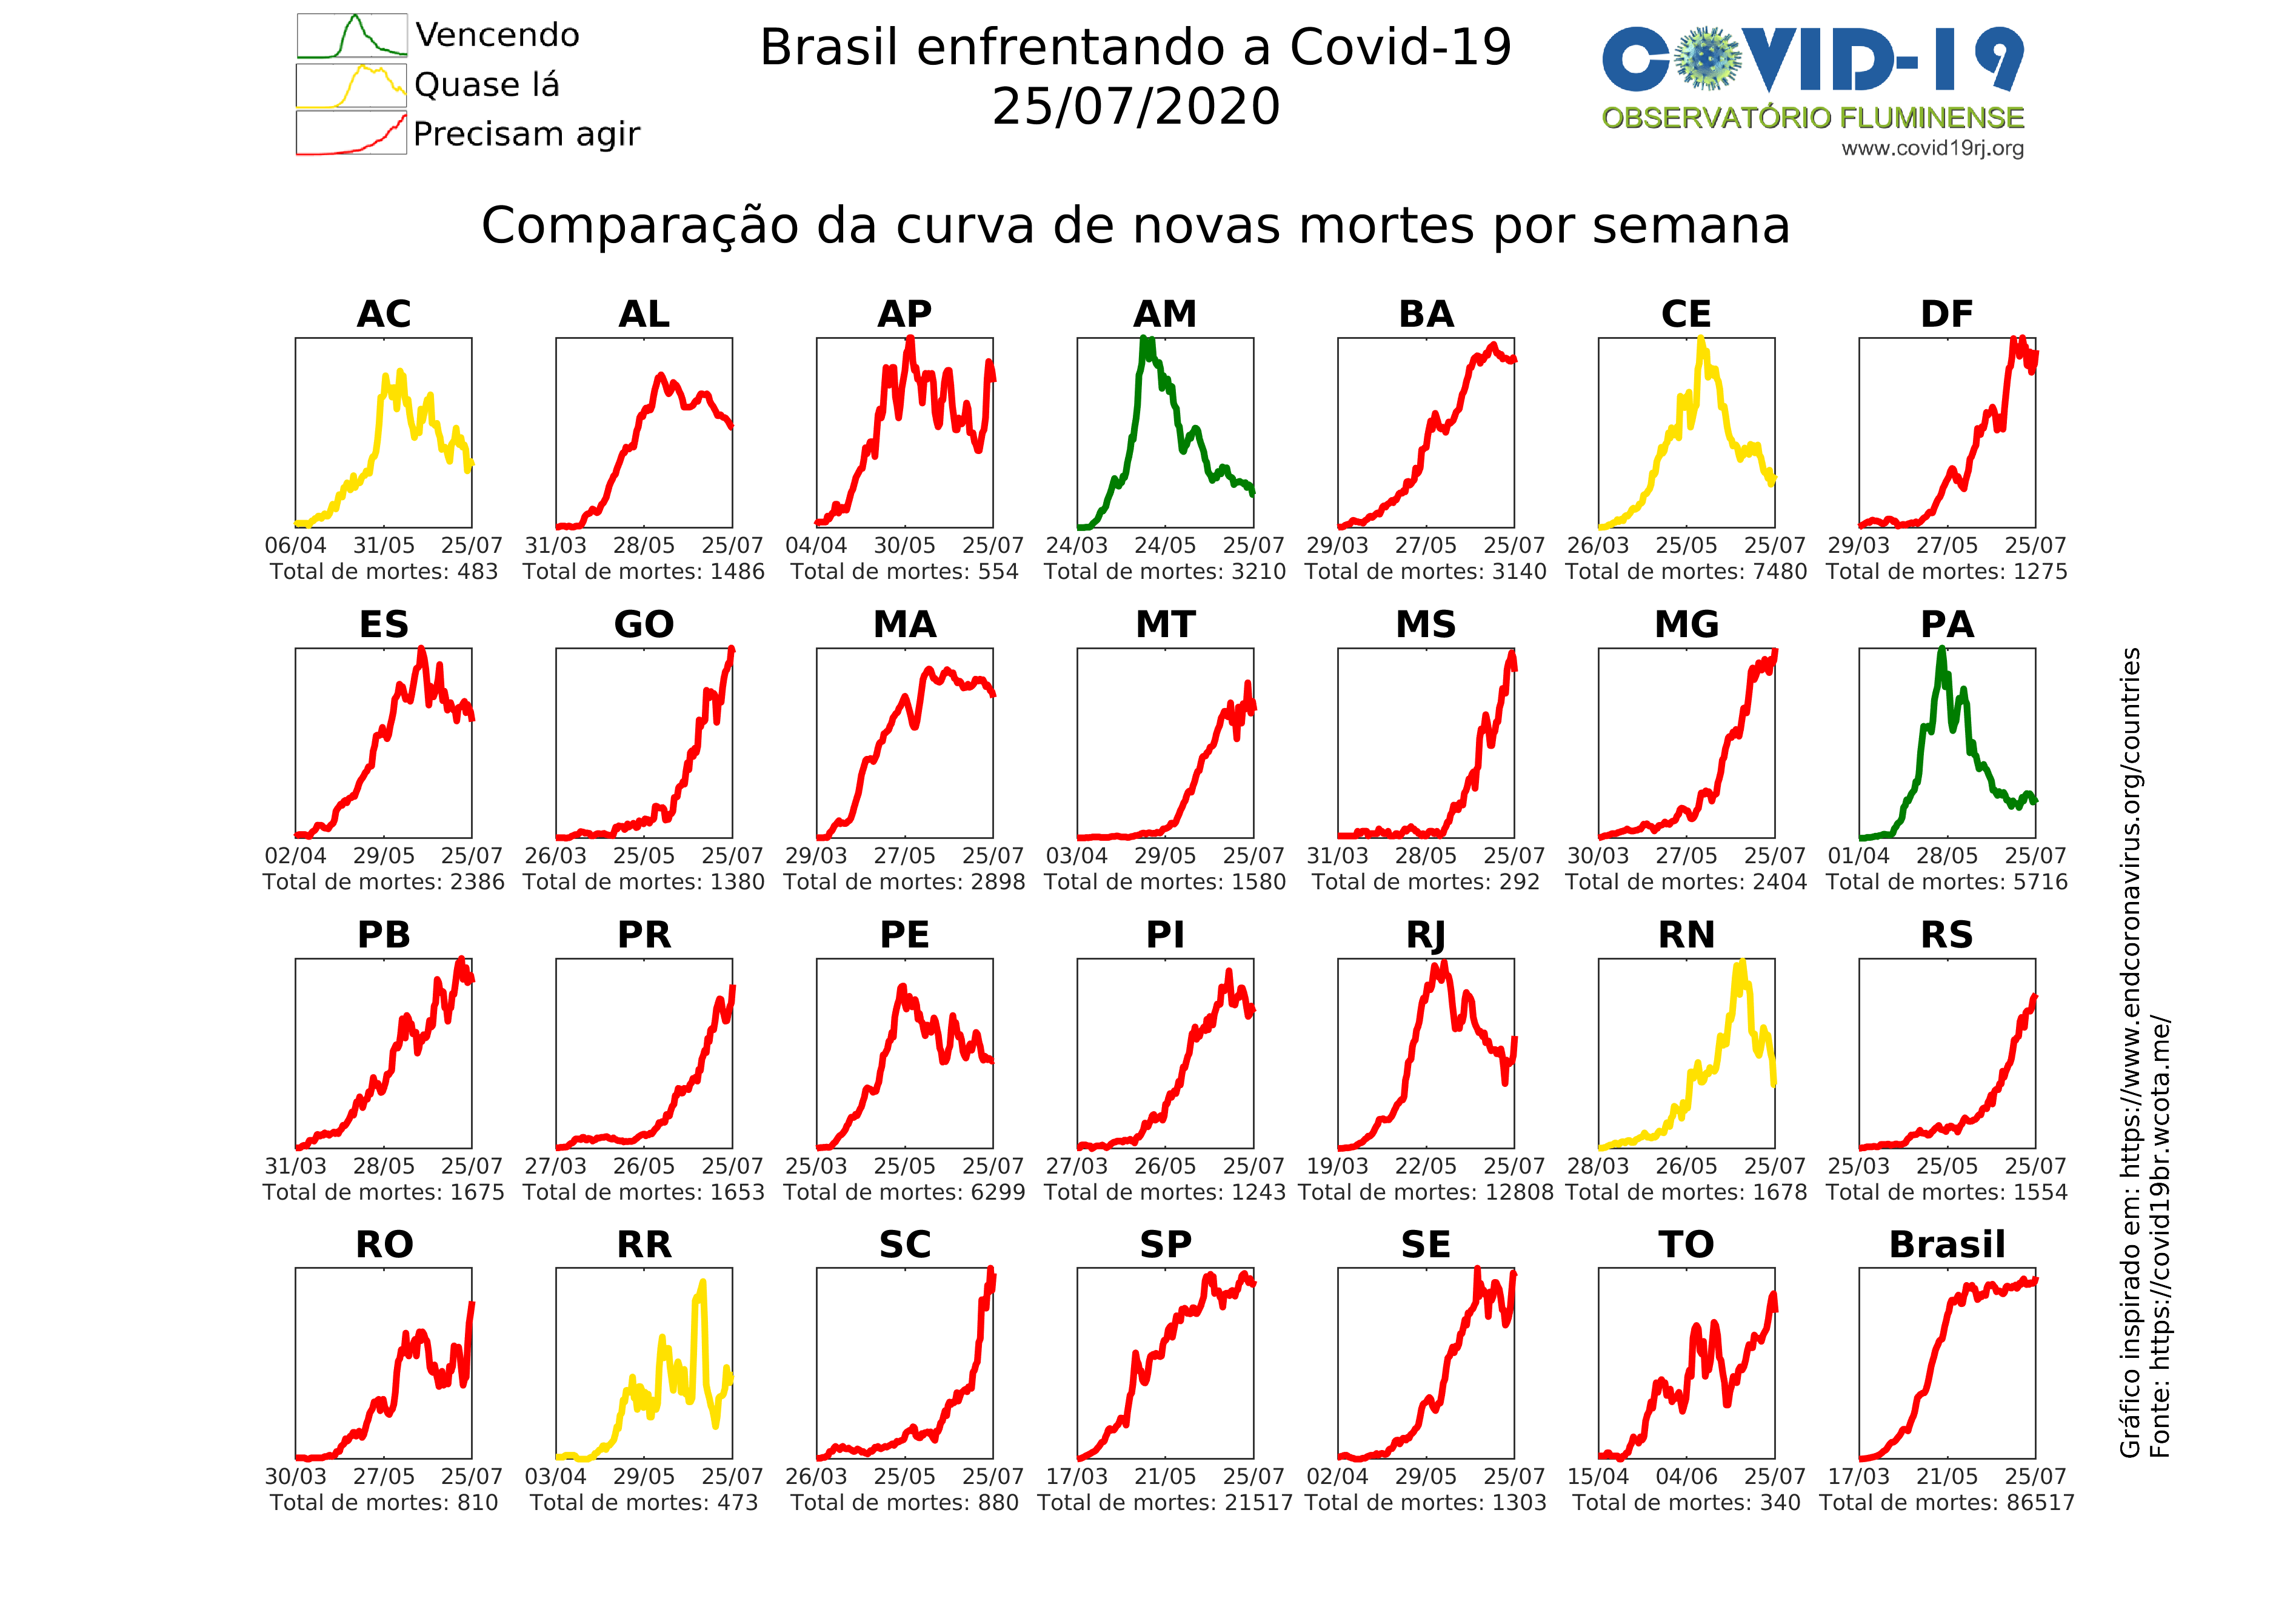 Vencendo
Quase lá
Precisam agir
Brasil enfrentando a Covid-19
25/07/2020
COVID-19
OBSERVATÓRIO FLUMINENSE
www.covid19rj.org
Comparação da curva de novas mortes por semana
AC AL AP AM BA CE DF
06/04 31/05 25/07 31/03 28/05 25/07 04/04 30/05 25/07 24/03 24/05 25/07 29/03 27/05 25/07 26/03 25/05 25/07 29/03 27/05 25/07
Total de mortes: 483 Total de mortes: 1486 Total de mortes: 554 Total de mortes: 3210 Total de mortes: 3140 Total de mortes: 7480 Total de mortes: 1275
ES GO MA MT MS MG PA
02/04 29/05 25/07 26/03 25/05 25/07 29/03 27/05 25/07 03/04 29/05 25/07 31/03 28/05 25/07 30/03 27/05 25/07 01/04 28/05 25/07
Total de mortes: 2386 Total de mortes: 1380 Total de mortes: 2898 Total de mortes: 1580 Total de mortes: 292 Total de mortes: 2404 Total de mortes: 5716
PB PR PE PI RJ RN RS
31/03 28/05 25/07 27/03 26/05 25/07 25/03 25/05 25/07 27/03 26/05 25/07 19/03 22/05 25/07 28/03 26/05 25/07 25/03 25/05 25/07
Total de mortes: 1675 Total de mortes: 1653 Total de mortes: 6299 Total de mortes: 1243 Total de mortes: 12808 Total de mortes: 1678 Total de mortes: 1554
RO RR SC SP SE TO Brasil
30/03 27/05 25/07 03/04 29/05 25/07 26/03 25/05 25/07 17/03 21/05 25/07 02/04 29/05 25/07 15/04 04/06 25/07 17/03 21/05 25/07
Total de mortes: 810 Total de mortes: 473 Total de mortes: 880 Total de mortes: 21517 Total de mortes: 1303 Total de mortes: 340 Total de mortes: 86517
Gráfico inspirado em: https://www.endcoronavirus.org/countries
Fonte: https://covid19br.wcota.me/